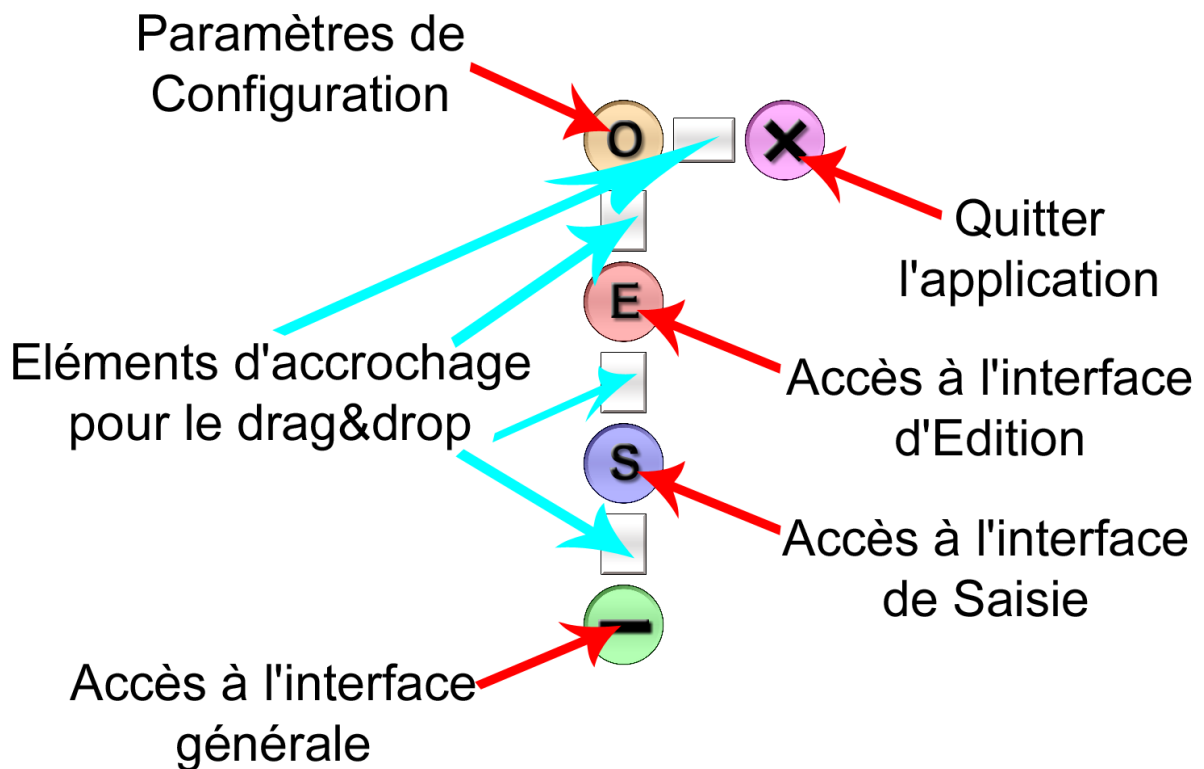 Paramètres de
Configuration
O
Quitter
l'application
E
Eléments d'accrochage
pour le drag&drop
Accès à l'interface
d'Edition
S
Accès à l'interface
de Saisie
Accès à l'interface
générale